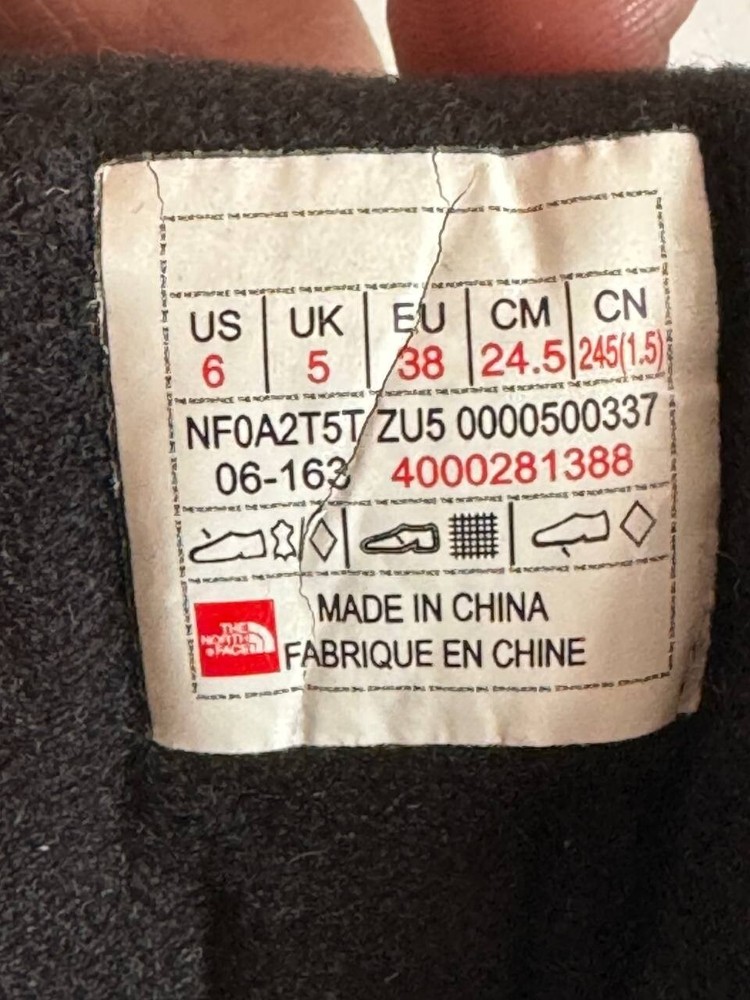 US UK EU CM CN
6 5 38 24.5 245(1.5)
NF0A2T5T ZU5 0000500337
06-163 4000281388
MADE IN CHINA
THE
NORTH
FACE
FABRIQUE EN CHINE